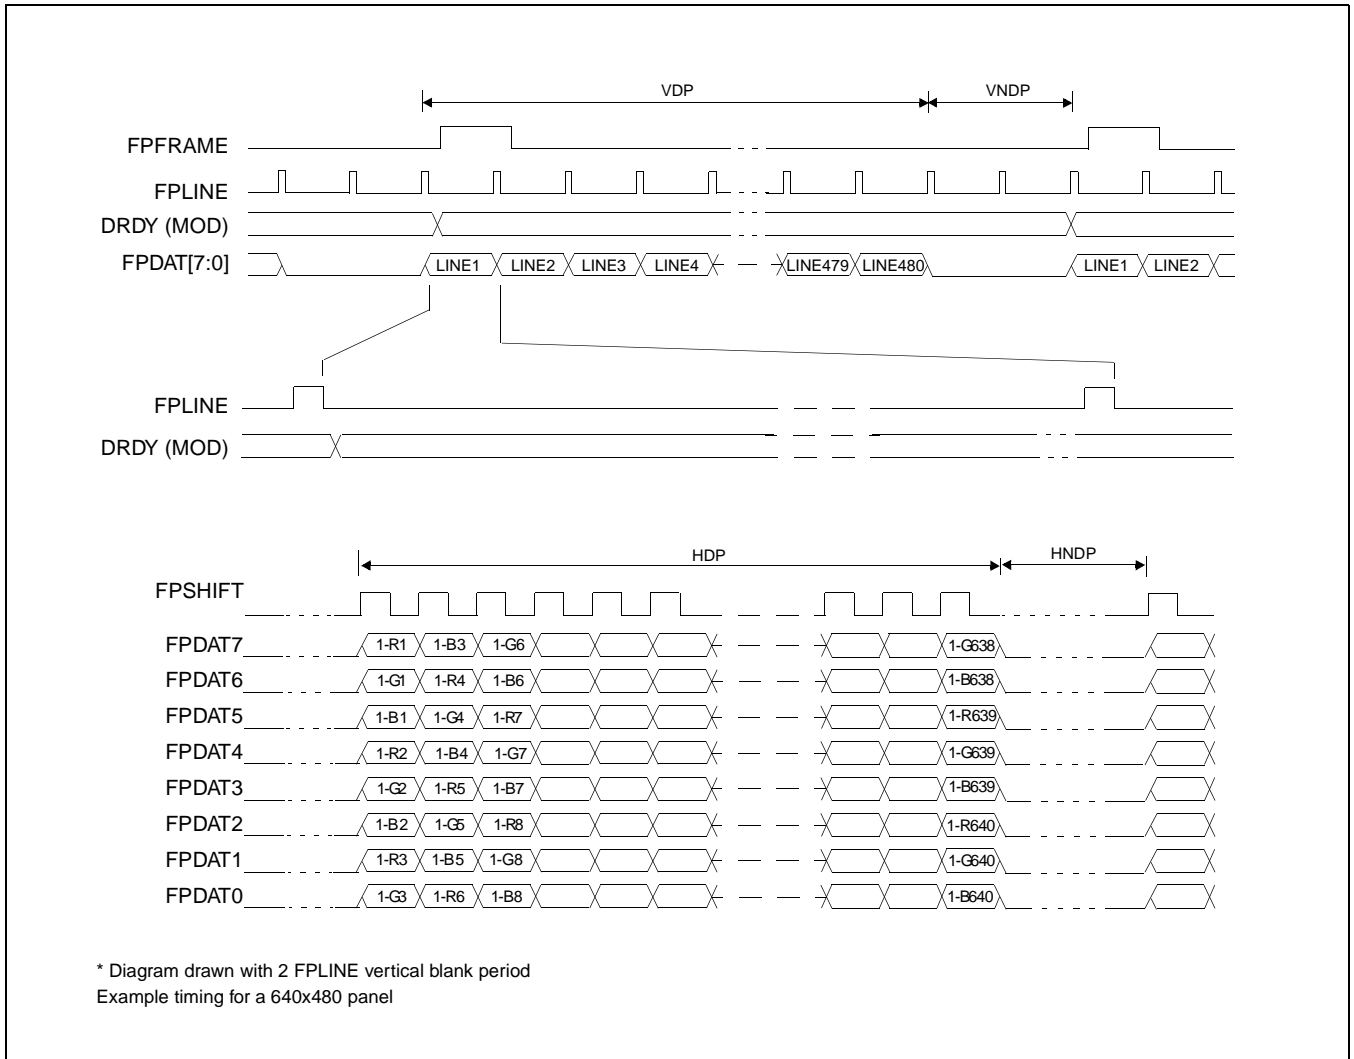 VDP VNDP
FPFRAME
FPLINE
DRDY (MOD)
FPDAT[7:0] LINE1 LINE2 LINE3 LINE4 LINE479 LINE480 LINE1 LINE2
FPLINE
DRDY (MOD)
HDP HNDP
FPSHIFT
FPDAT7 1-R1 1-B3 1-G6 1-G638
FPDAT6 1-G1 1-R4 1-B6 1-B638
FPDAT5 1-B1 1-G4 1-R7 1-R639
FPDAT4 1-R2 1-B4 1-G7 1-G639
FPDAT3 1-G2 1-R5 1-B7 1-B639
FPDAT2 1-B2 1-G5 1-R8 1-R640
FPDAT1 1-R3 1-B5 1-G8 1-G640
FPDAT0 1-G3 1-R6 1-B8 1-B640
* Diagram drawn with 2 FPLINE vertical blank period
Example timing for a 640x480 panel